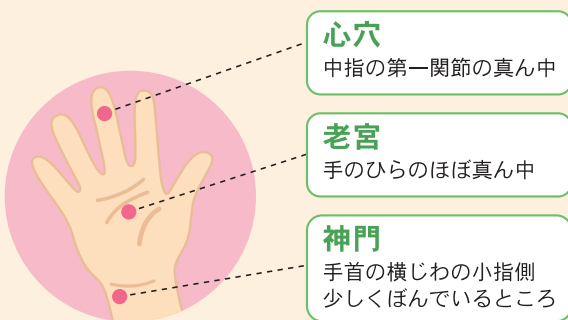 心穴
中指の第一関節の真ん中
老宮
手のひらのほぼ真ん中
神門
手首の横じわの小指側
少しくぼんでいるところ